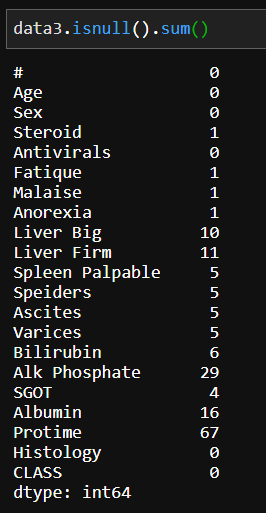 data3.isnull().sum()
# 0
Age 0
Sex 0
Steroid 1
Antivirals 0
Fatique 1
Malaise 1
Anorexia 1
Liver Big 10
Liver Firm 11
Spleen Palpable 5
Speiders 5
Ascites 5
Varices 5
Bilirubin 6
Alk Phosphate 29
SGOT 4
Albumin 16
Protime 67
Histology 0
CLASS 0
dtype: int64